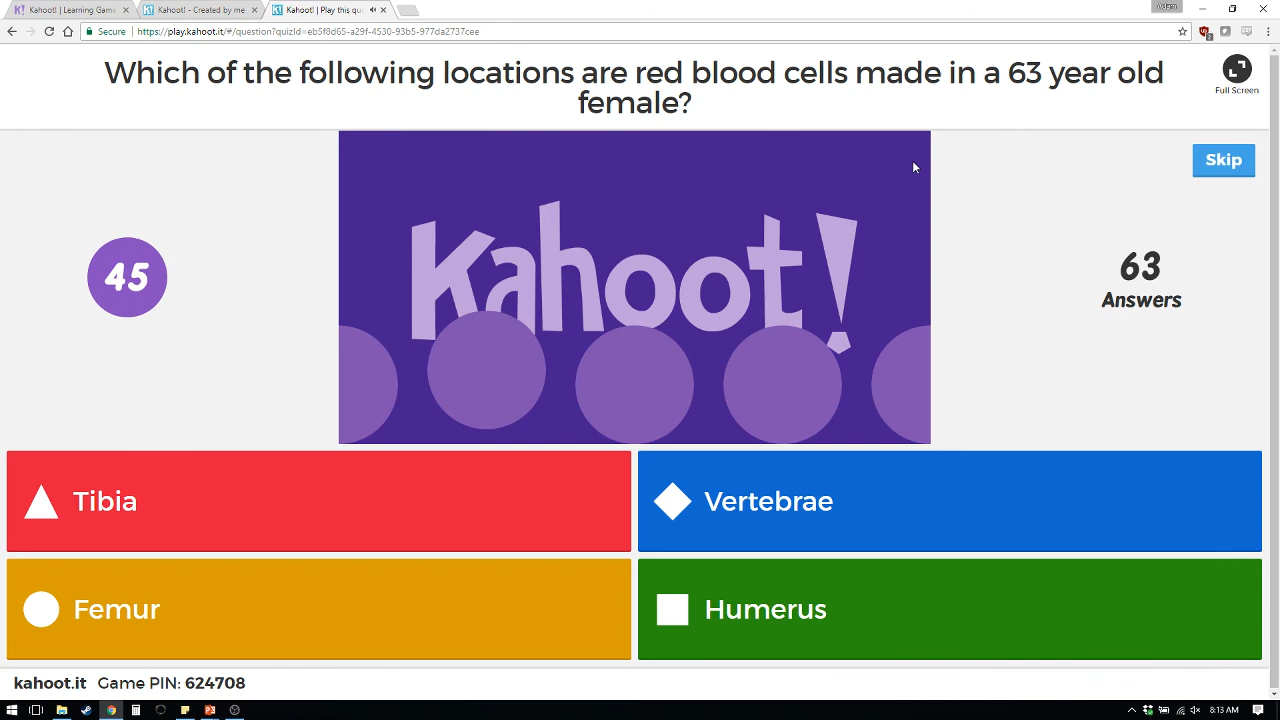 Kahoot! | Learning Game
Kahoot! - Created by me
Kahoot! | Play this qu
Adam
Secure
https://play.kahoot.it/#/question?quizId=eb5f8d65-a29f-4530-93b5-977da2737cee
2
Which of the following locations are red blood cells made in a 63 year old
female?
Full Screen
Skip
Kahoot!
45
63
Answers
Tibia
Vertebrae
Femur
Humerus
kahoot.it Game PIN: 624708
8:13 AM